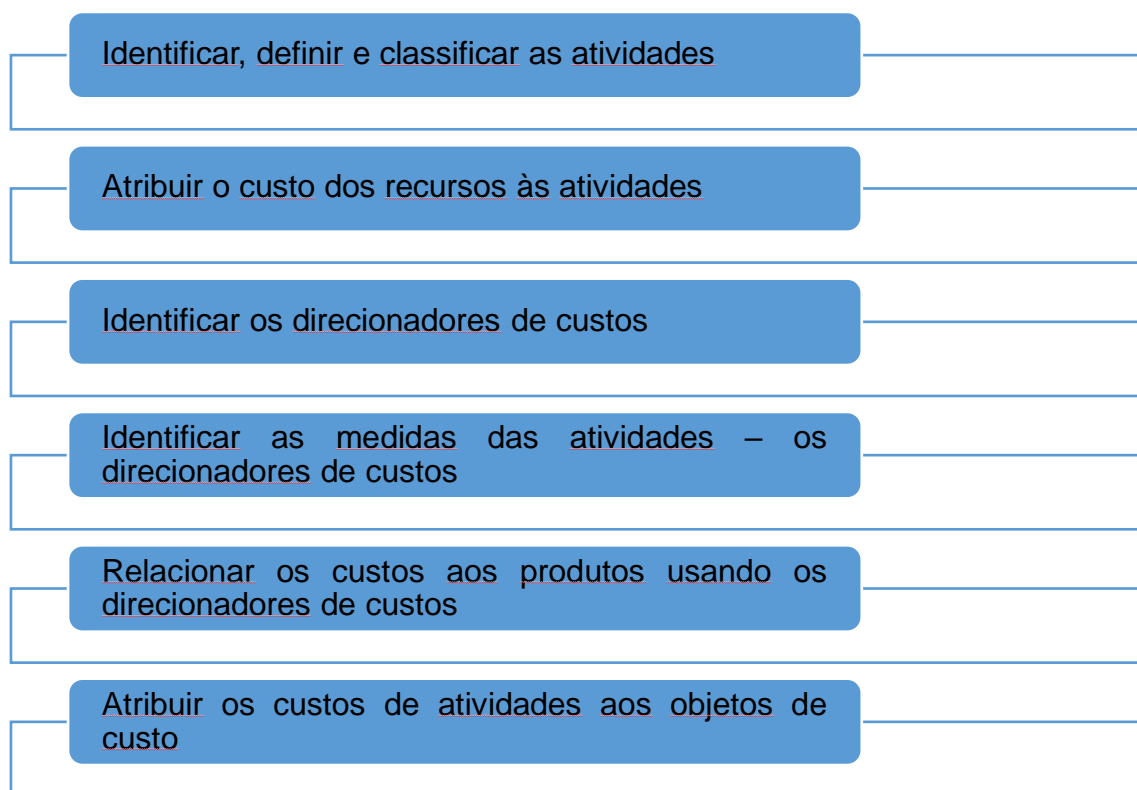 Identificar, definir e classificar as atividades
Atribuir o custo dos recursos às atividades
Identificar os direcionadores de custos
Identificar as medidas das atividades – os
direcionadores de custos
Relacionar os custos aos produtos usando os
direcionadores de custos
Atribuir os custos de atividades aos objetos de
custo